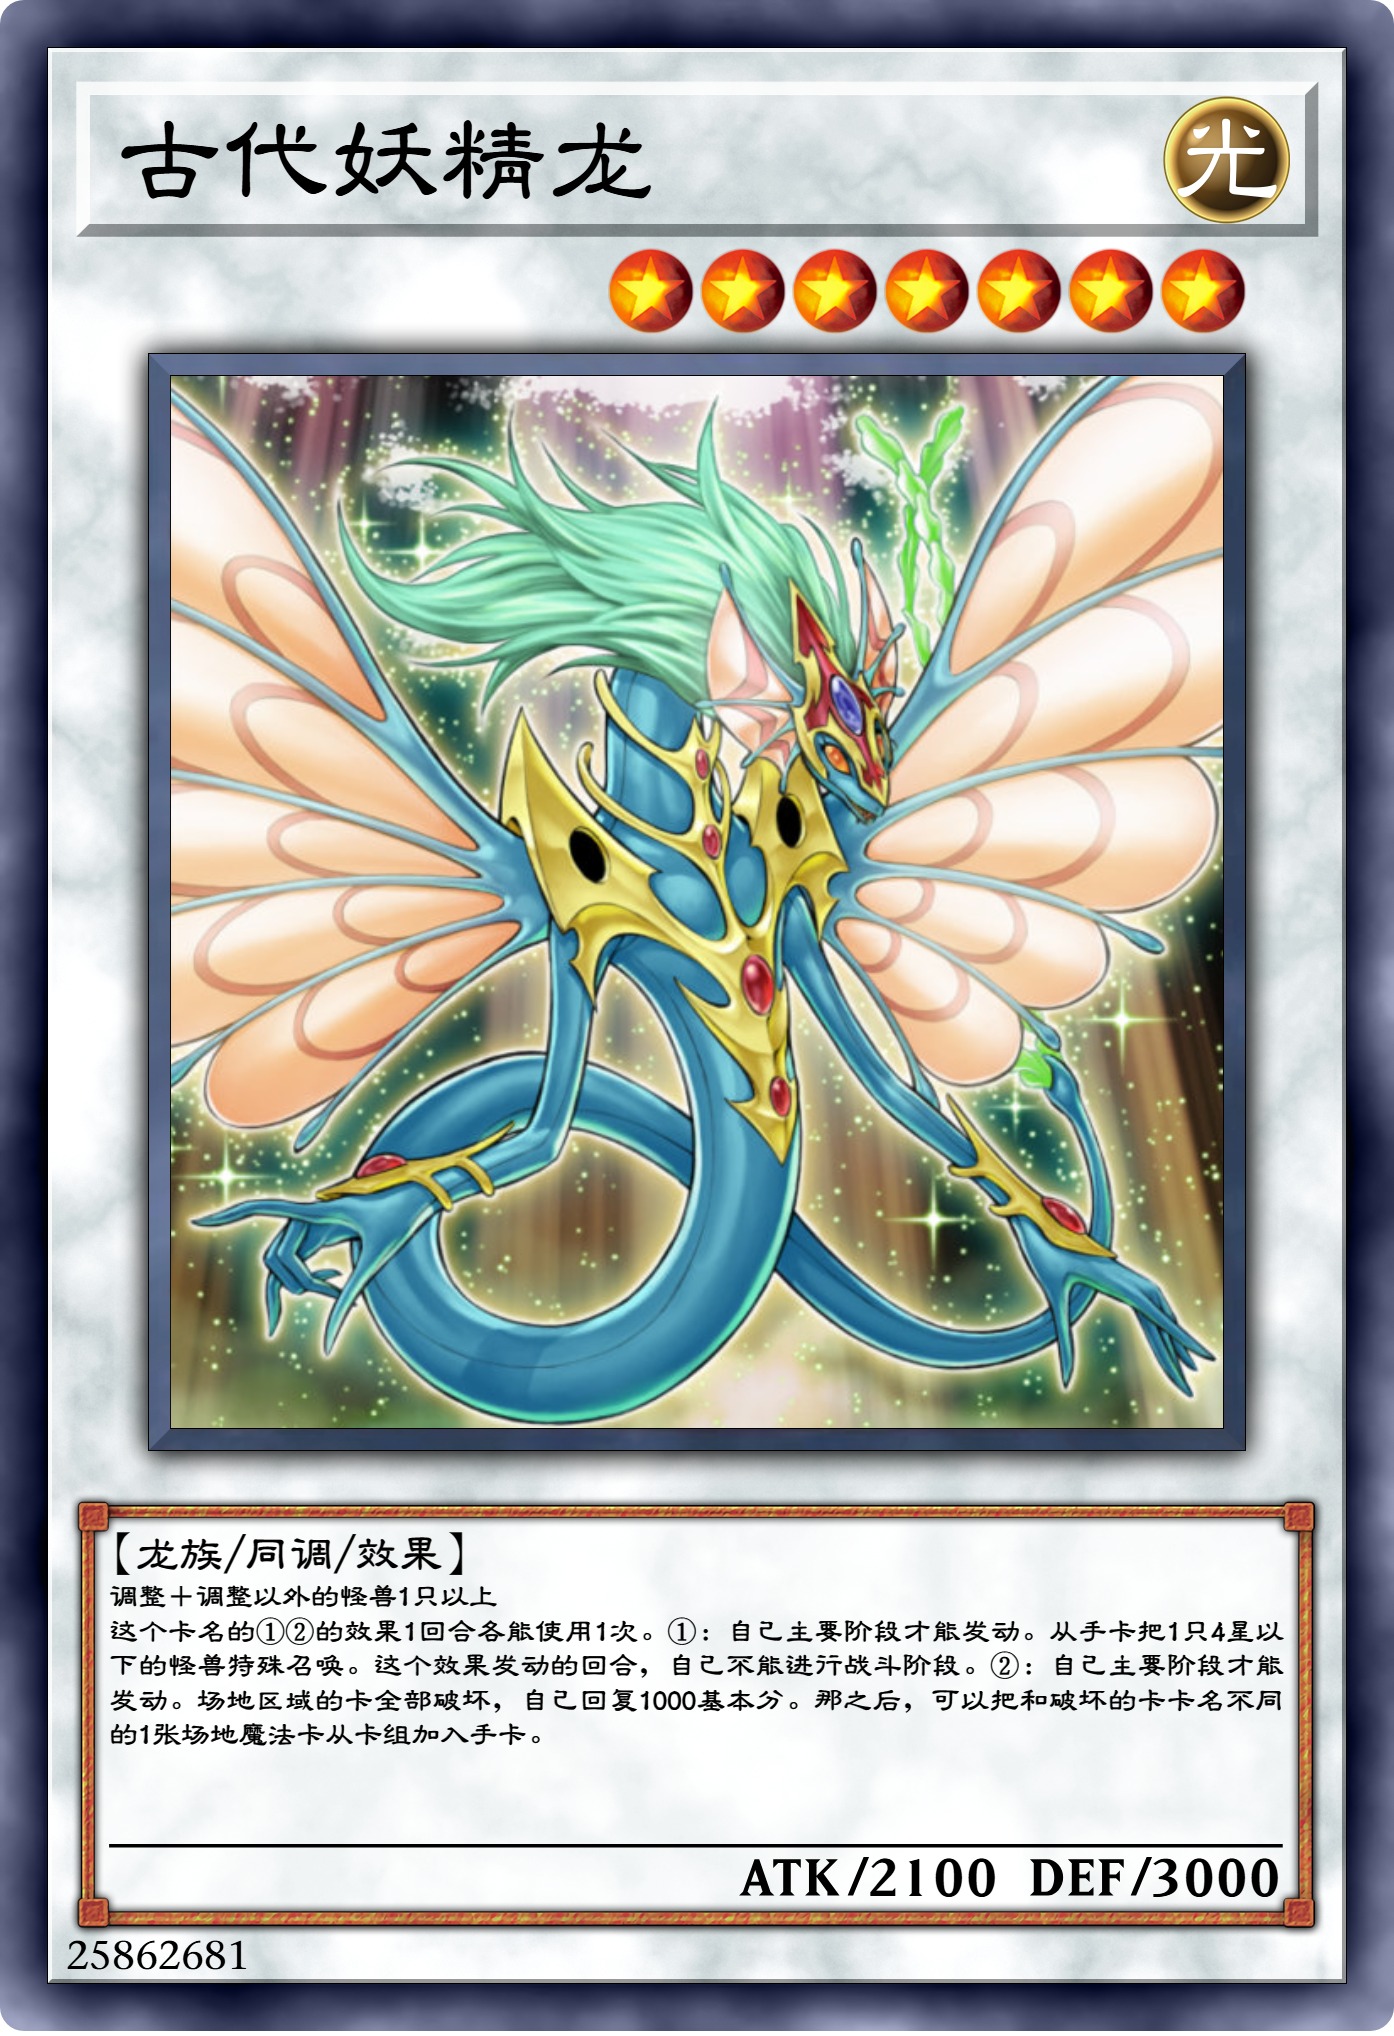 古代妖精龙
光
【龙族/同调/效果】
调整＋调整以外的怪兽1只以上
这个卡名的①②的效果1回合各能使用1次。①：自己主要阶段才能发动。从手卡把1只4星以
下的怪兽特殊召唤。这个效果发动的回合，自己不能进行战斗阶段。②：自己主要阶段才能
发动。场地区域的卡全部破坏，自己回复1000基本分。那之后，可以把和破坏的卡卡名不同
的1张场地魔法卡从卡组加入手卡。
ATK/2100 DEF/3000
25862681